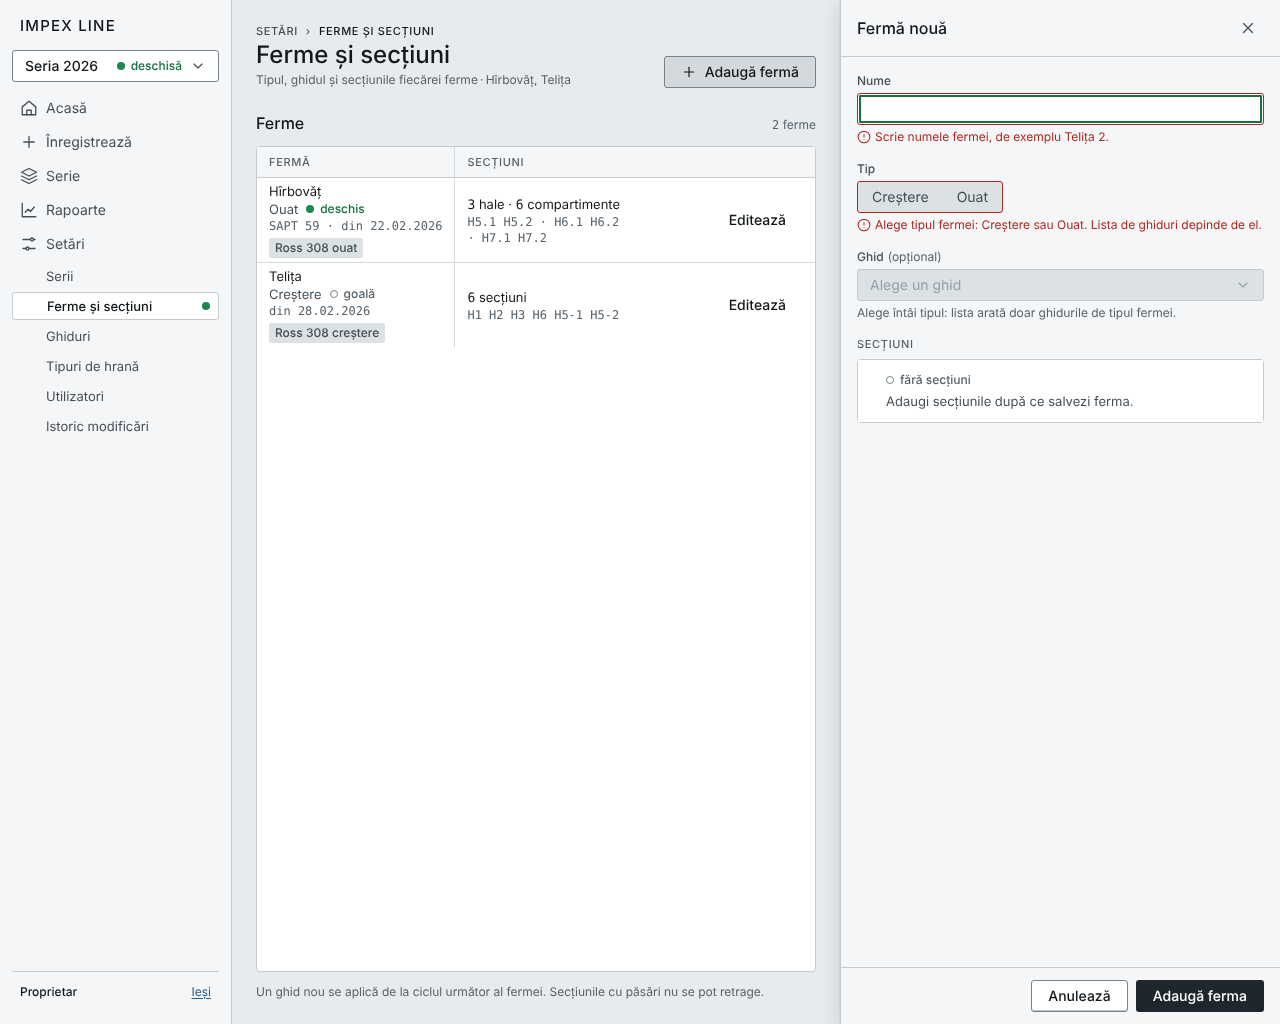 IMPEX LINE
Seria 2026 deschisă
Acasă
Înregistrează
Serie
Rapoarte
Setări
Serii
Ferme și secțiuni
Ghiduri
Tipuri de hrană
Utilizatori
Istoric modificări
Proprietar Ieși
SETĂRI › FERME ȘI SECȚIUNI
Ferme și secțiuni
Tipul, ghidul și secțiunile fiecărei ferme · Hîrbovăț, Telița
Adaugă fermă
Ferme 2 ferme
FERMĂ SECȚIUNI
Hîrbovăț
Ouat deschis
SAPT 59 · din 22.02.2026
Ross 308 ouat
3 hale · 6 compartimente
H5.1 H5.2 · H6.1 H6.2
· H7.1 H7.2
Editează
Telița
Creștere goală
din 28.02.2026
Ross 308 creștere
6 secțiuni
H1 H2 H3 H6 H5-1 H5-2
Editează
Un ghid nou se aplică de la ciclul următor al fermei. Secțiunile cu păsări nu se pot retrage.
Fermă nouă
Nume
Scrie numele fermei, de exemplu Telița 2.
Tip
Creștere Ouat
Alege tipul fermei: Creștere sau Ouat. Lista de ghiduri depinde de el.
Ghid (opțional)
Alege un ghid
Alege întâi tipul: lista arată doar ghidurile de tipul fermei.
SECȚIUNI
fără secțiuni
Adaugi secțiunile după ce salvezi ferma.
Anulează Adaugă ferma